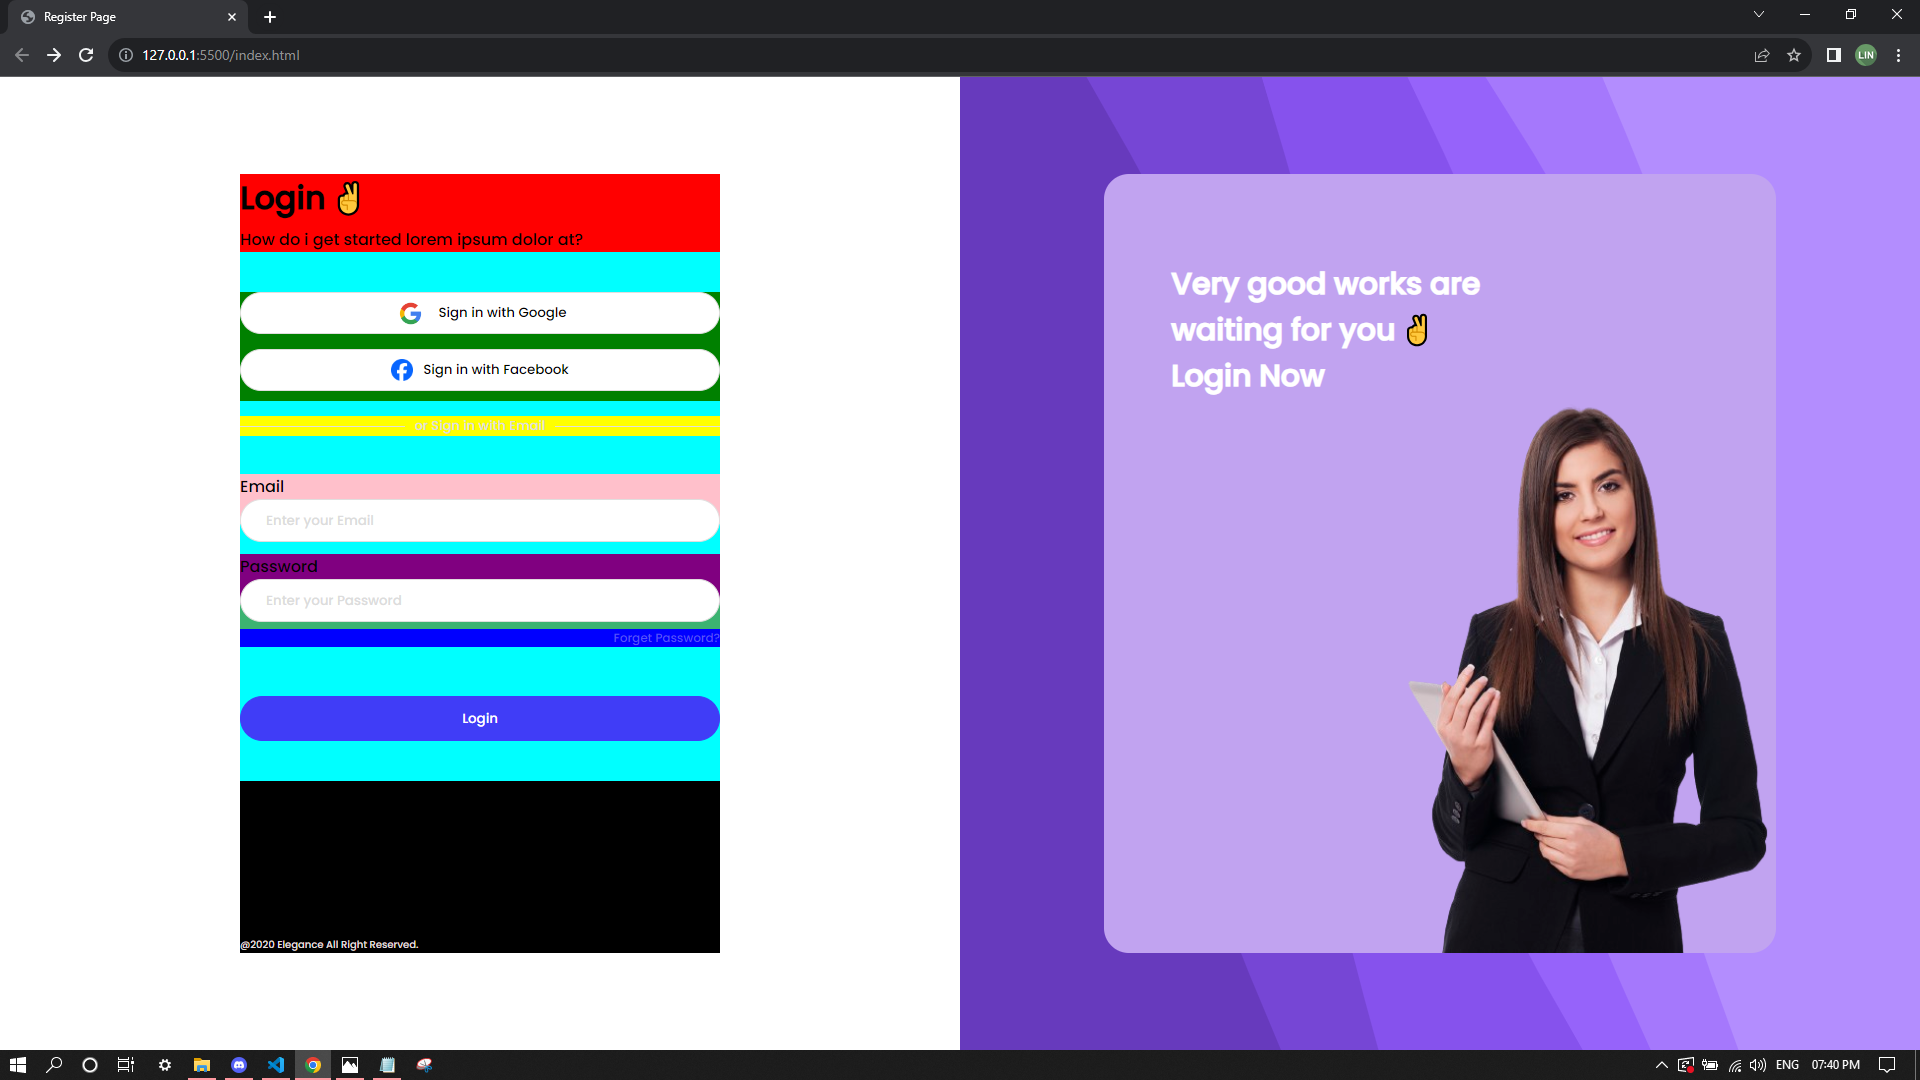 Register Page
127.0.0.1:5500/index.html
LIN
Login ✌
How do i get started lorem ipsum dolor at?
Sign in with Google
Sign in with Facebook
or Sign in with Email
Email
Enter your Email
Password
Enter your Password
Forget Password?
Login
@2020 Elegance All Right Reserved.
Very good works are
waiting for you ✌
Login Now
ENG
07:40 PM